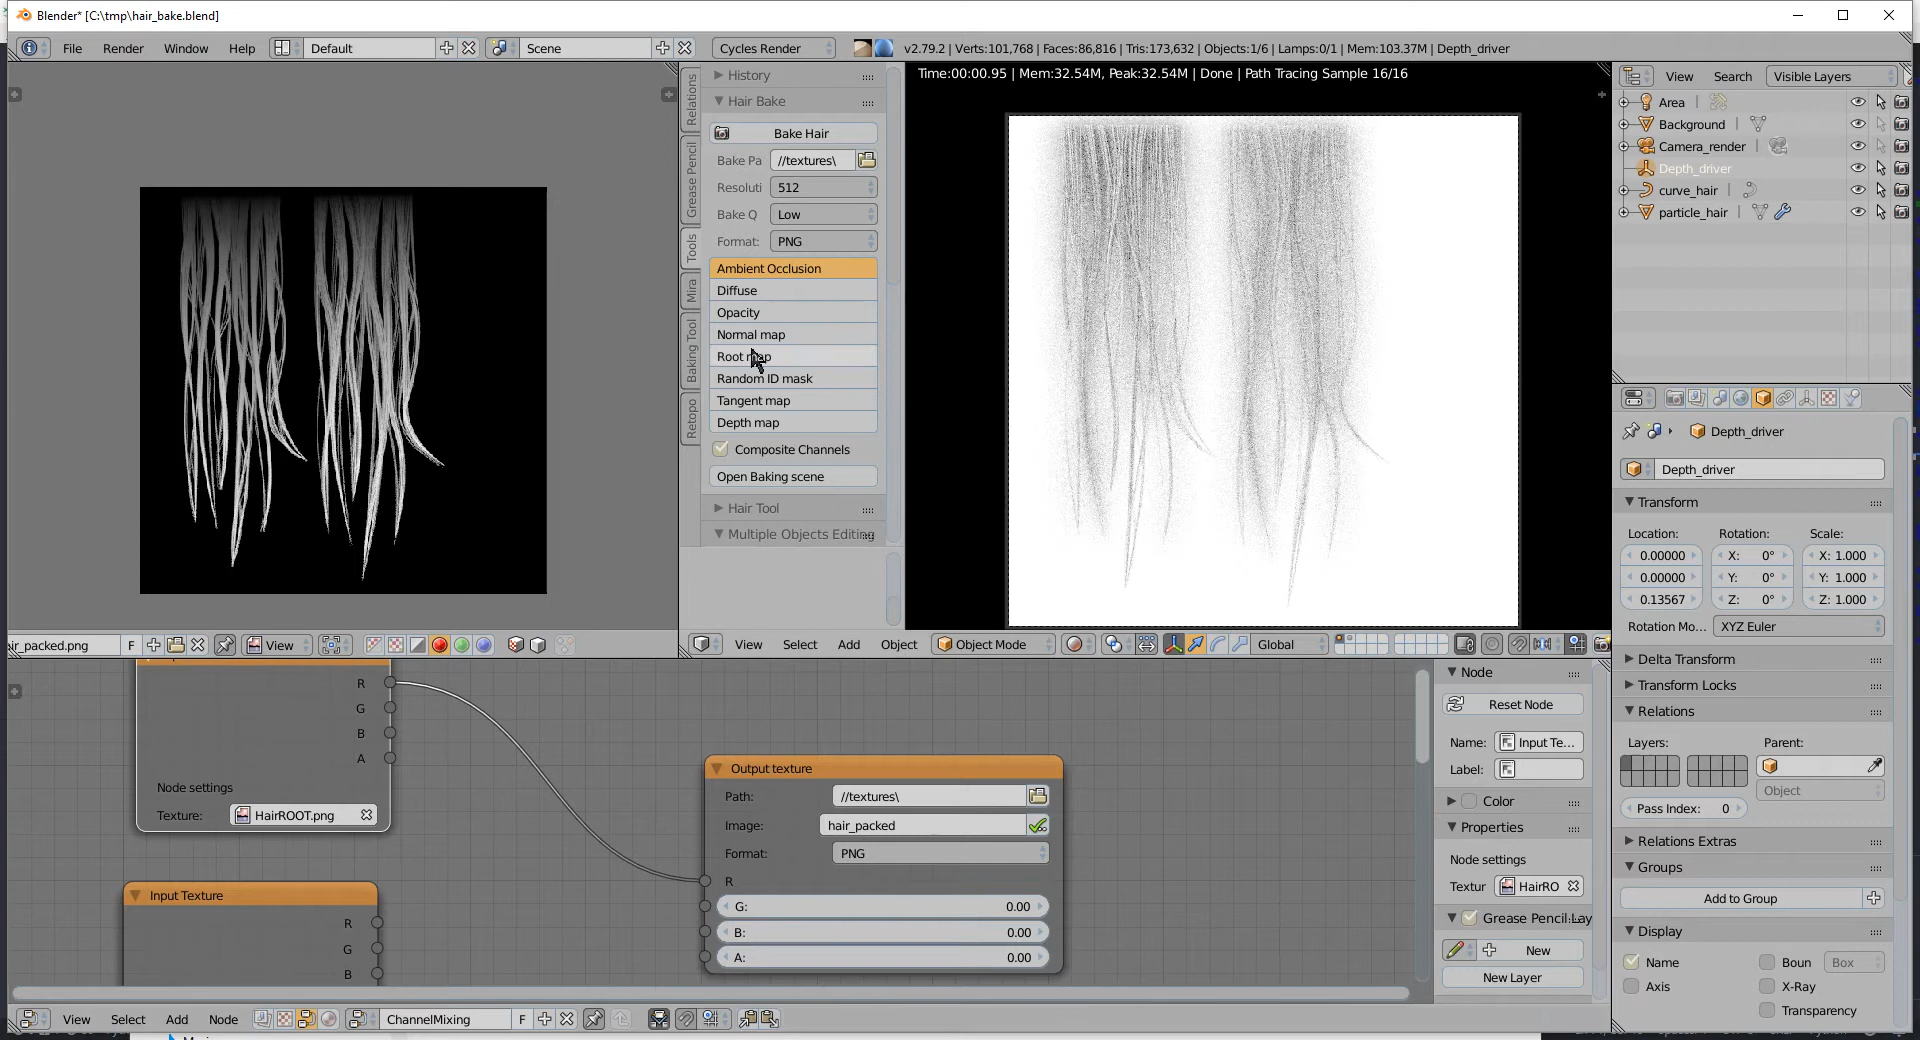 Blender* [C:\tmp\hair_bake.blend]
File Render Window Help Default Scene Cycles Render v2.79.2 | Verts:101,768 | Faces:86,816 | Tris:173,632 | Objects:1/6 | Lamps:0/1 | Mem:103.37M | Depth_driver
Relations
Grease Pencil
Tools
Mira
Baking Tool
Retopo
History
Hair Bake
Bake Hair
Bake Pa //textures\
Resoluti 512
Bake Q Low
Format: PNG
Ambient Occlusion
Diffuse
Opacity
Normal map
Root map
Random ID mask
Tangent map
Depth map
Composite Channels
Open Baking scene
Hair Tool
Multiple Objects Editing
Time:00:00.95 | Mem:32.54M, Peak:32.54M | Done | Path Tracing Sample 16/16
View Search Visible Layers
Area
Background
Camera_render
Depth_driver
curve_hair
particle_hair
Depth_driver
Depth_driver
Transform
Location: Rotation: Scale:
0.00000 X: 0° X: 1.000
0.00000 Y: 0° Y: 1.000
0.13567 Z: 0° Z: 1.000
Rotation Mo... XYZ Euler
Delta Transform
Transform Locks
Relations
Layers: Parent:
Object
Pass Index: 0
Relations Extras
Groups
Add to Group
Display
Name Boun Box
Axis X-Ray
Transparency
ir_packed.png F View
View Select Add Object Object Mode Global
R
G
B
A
Node settings
Texture: HairROOT.png
Input Texture
R
G
B
Output texture
Path: //textures\
Image: hair_packed
Format: PNG
R
G: 0.00
B: 0.00
A: 0.00
Node
Reset Node
Name: Input Te...
Label:
Color
Properties
Node settings
Textur HairRO
Grease Pencil Lay
New
New Layer
View Select Add Node ChannelMixing F